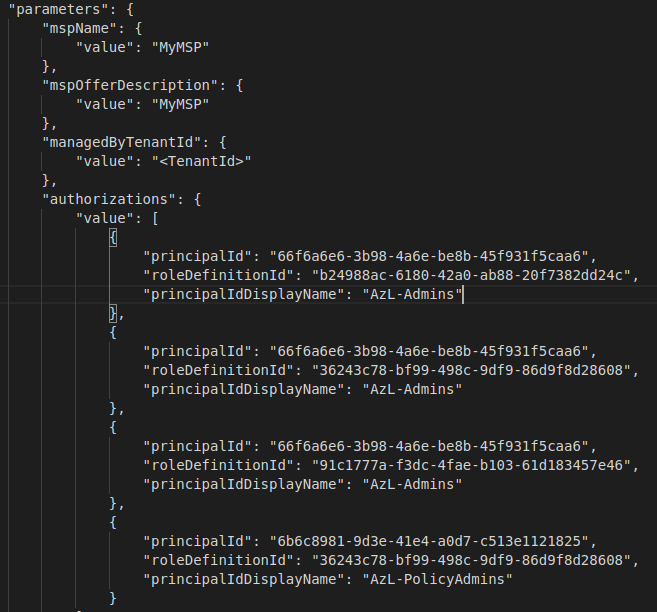 "parameters": {
"mspName": {
"value": "MyMSP"
},
"mspOfferDescription": {
"value": "MyMSP"
},
"managedByTenantId": {
"value": "<TenantId>"
},
"authorizations": {
"value": [
{
"principalId": "66f6a6e6-3b98-4a6e-be8b-45f931f5caa6",
"roleDefinitionId": "b24988ac-6180-42a0-ab88-20f7382dd24c",
"principalIdDisplayName": "AzL-Admins"
},
{
"principalId": "66f6a6e6-3b98-4a6e-be8b-45f931f5caa6",
"roleDefinitionId": "36243c78-bf99-498c-9df9-86d9f8d28608",
"principalIdDisplayName": "AzL-Admins"
},
{
"principalId": "66f6a6e6-3b98-4a6e-be8b-45f931f5caa6",
"roleDefinitionId": "91c1777a-f3dc-4fae-b103-61d183457e46",
"principalIdDisplayName": "AzL-Admins"
},
{
"principalId": "6b6c8981-9d3e-41e4-a0d7-c513e1121825",
"roleDefinitionId": "36243c78-bf99-498c-9df9-86d9f8d28608",
"principalIdDisplayName": "AzL-PolicyAdmins"
}